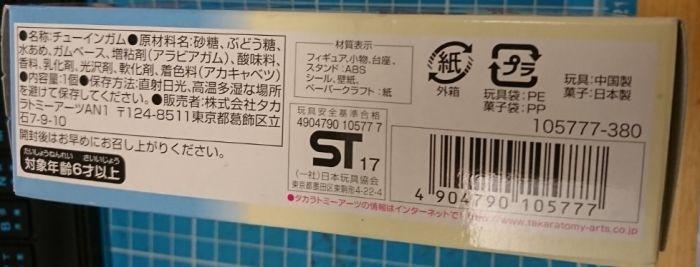 ●名称:チューインガム●原材料名:砂糖、ぶどう糖、
水あめ、ガムベース、増粘剤(アラビアガム)、酸味料、
香料、乳化剤、光沢剤、軟化剤、着色料(アカキャベツ)
●内容量:1個●保存方法:直射日光、高温多湿な場所
を避けて保存してください。●販売者:株式会社タカ
ラトミーアーツAN1 〒124-8511東京都葛飾区立
石7-9-10
開封後はお早めにお召し上がりください。
たいしょうねんれい さいいじょう
対象年齢6才以上
材質表示
フィギュア、小物、台座、
スタンド:ABS
シール、壁紙、
ペーパークラフト:紙
玩具安全基準合格
4904790 10577 7
ST 17
(一社)日本玩具協会
東京都墨田区東駒形4-22-4
紙
外箱
プラ
玩具袋:PE
菓子袋:PP
玩具:中国製
菓子:日本製
105777-380
4 904790 105777
●タカラトミーアーツの情報はインターネットで!http://www.takaratomy-arts.co.jp